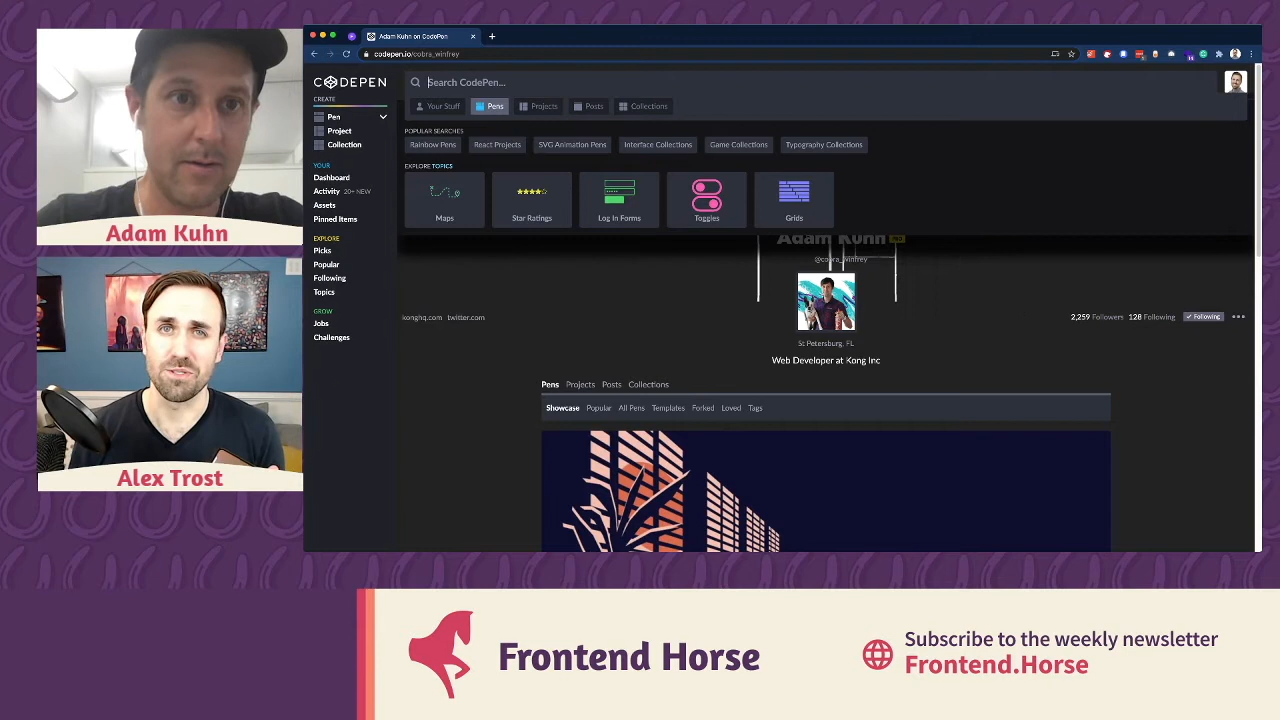 Adam Kuhn
Alex Trost
Adam Kuhn on CodePen
codepen.io/cobra_winfrey
CODEPEN
CREATE
Pen
Project
Collection
YOUR
Dashboard
Activity 20+ NEW
Assets
Pinned Items
EXPLORE
Picks
Popular
Following
Topics
GROW
Jobs
Challenges
Search CodePen...
Your Stuff Pens Projects Posts Collections
POPULAR SEARCHES
Rainbow Pens React Projects SVG Animation Pens Interface Collections Game Collections Typography Collections
EXPLORE TOPICS
Maps Star Ratings Log In Forms Toggles Grids
Adam Kuhn
@cobra_winfrey
konghq.com twitter.com
2,259 Followers 128 Following Following
St Petersburg, FL
Web Developer at Kong Inc
Pens Projects Posts Collections
Showcase Popular All Pens Templates Forked Loved Tags
Frontend Horse
Subscribe to the weekly newsletter
Frontend.Horse